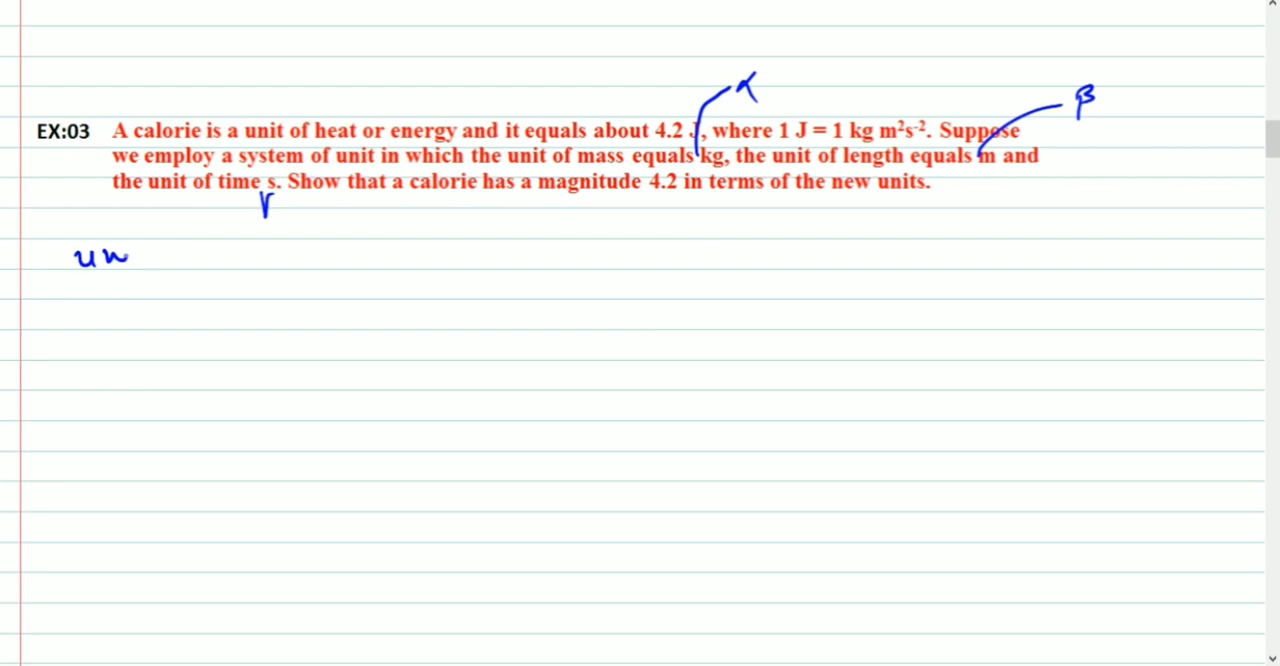 α
β
EX:03 A calorie is a unit of heat or energy and it equals about 4.2 J, where 1 J = 1 kg m²s⁻². Suppose
we employ a system of unit in which the unit of mass equals kg, the unit of length equals m and
the unit of time s. Show that a calorie has a magnitude 4.2 in terms of the new units.
γ
un